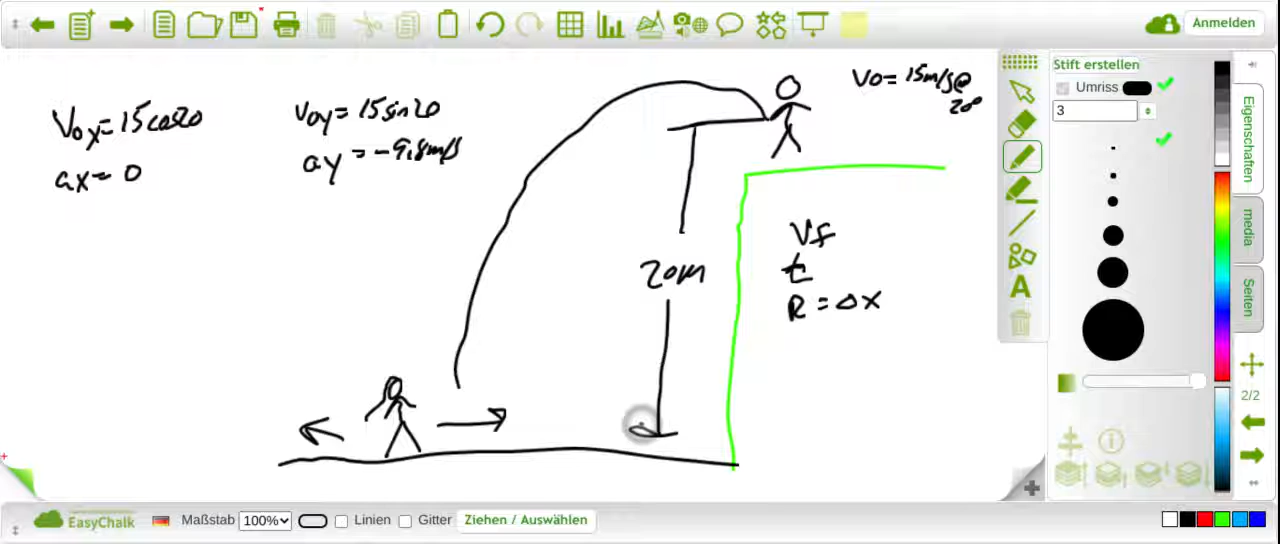 Anmelden
Stift erstellen
Umriss
3
Eigenschaften
media
Seiten
2/2
Vox = 15cos20
ax = 0
Voy = 15sin20
ay = -9.8m/s
Vo = 15m/s@
20°
20m
Vf
t
R = Δx
A
EasyChalk
Maßstab
100%
Linien
Gitter
Ziehen / Auswählen